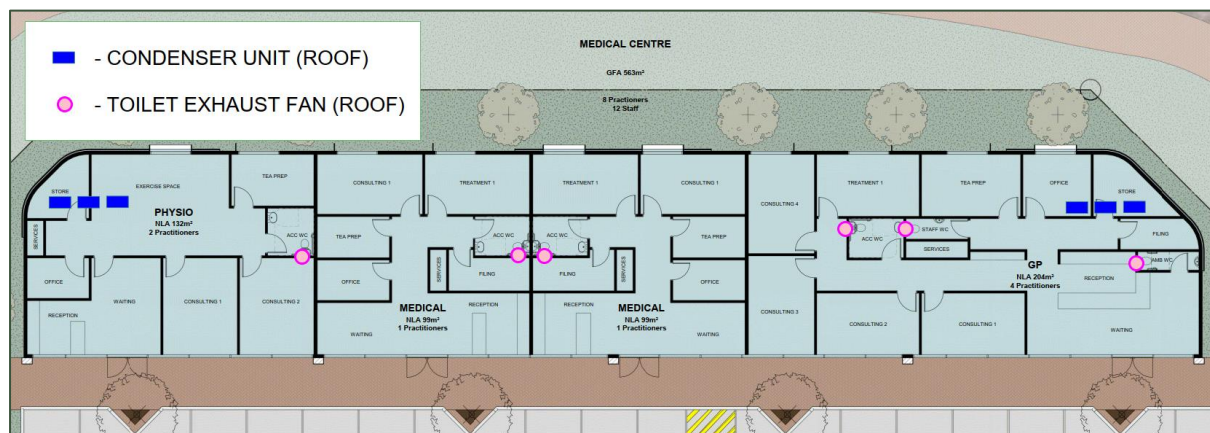 - CONDENSER UNIT (ROOF)
- TOILET EXHAUST FAN (ROOF)
MEDICAL CENTRE
GFA 563m²
8 Practioners
12 Staff
STORE
EXERCISE SPACE
TEA PREP
PHYSIO
NLA 132m²
2 Practitioners
SERVICES
ACC WC
OFFICE
WAITING
CONSULTING 1
CONSULTING 2
RECEPTION
CONSULTING 1
TREATMENT 1
TEA PREP
ACC WC
SERVICES
FILING
OFFICE
MEDICAL
NLA 99m²
1 Practitioners
RECEPTION
WAITING
TREATMENT 1
CONSULTING 1
ACC WC
TEA PREP
FILING
SERVICES
OFFICE
RECEPTION
MEDICAL
NLA 99m²
1 Practitioners
WAITING
CONSULTING 4
TREATMENT 1
TEA PREP
OFFICE
STORE
ACC WC
STAFF WC
SERVICES
FILING
GP
NLA 204m²
4 Practitioners
AMB WC
RECEPTION
CONSULTING 3
CONSULTING 2
CONSULTING 1
WAITING